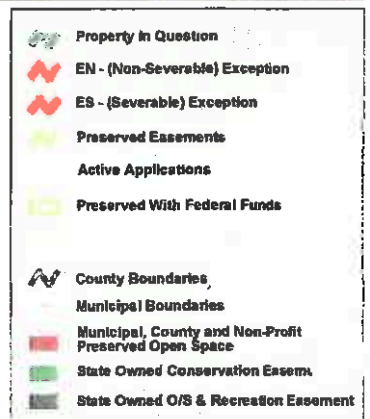 Property In Question
EN - (Non-Severable) Exception
ES - (Severable) Exception
Preserved Easements
Active Applications
Preserved With Federal Funds
County Boundaries
Municipal Boundaries
Municipal, County and Non-Profit
Preserved Open Space
State Owned Conservation Easem.
State Owned O/S & Recreation Easement